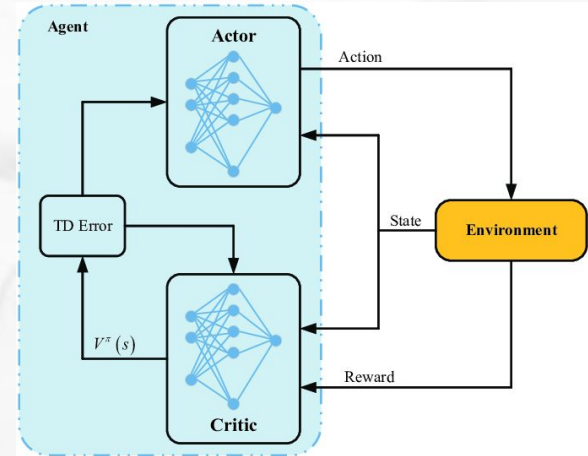 Agent
Actor
Action
TD Error
State
Environment
V^π (s)
Reward
Critic